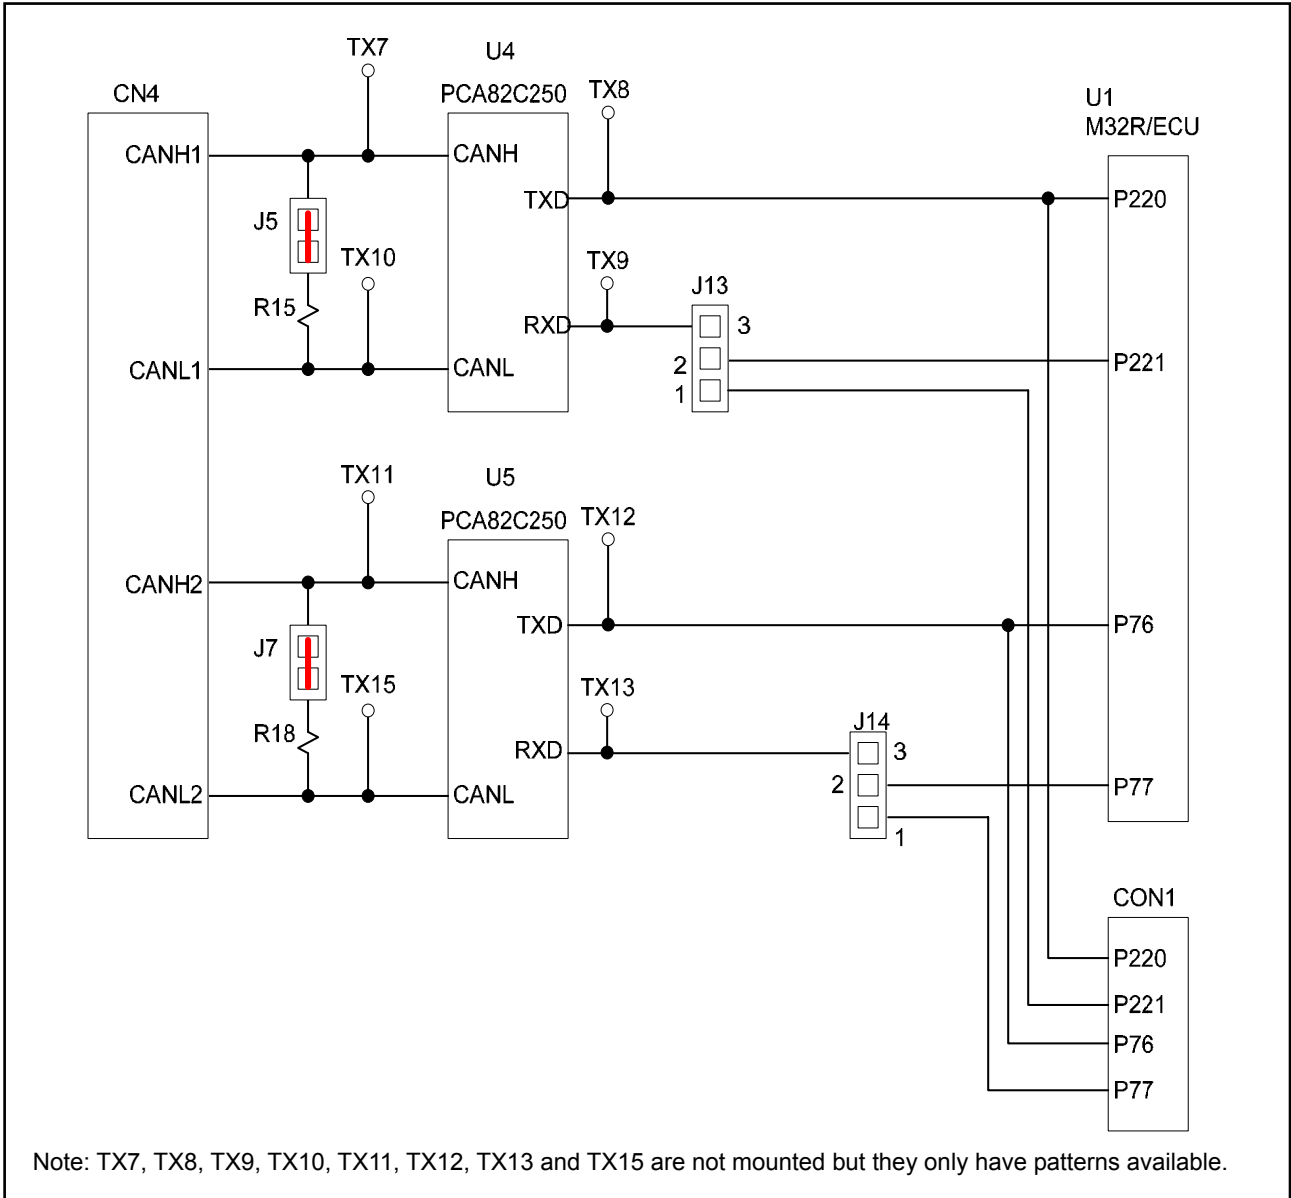 TX7
U4
CN4
PCA82C250
TX8
U1
M32R/ECU
CANH1
CANH
TXD
P220
J5
TX10
TX9
J13
R15
RXD
3
2
P221
CANL1
CANL
1
TX11
U5
PCA82C250
TX12
CANH2
CANH
TXD
P76
J7
TX15
TX13
J14
R18
RXD
3
2
P77
CANL2
CANL
1
CON1
P220
P221
P76
P77
Note: TX7, TX8, TX9, TX10, TX11, TX12, TX13 and TX15 are not mounted but they only have patterns available.